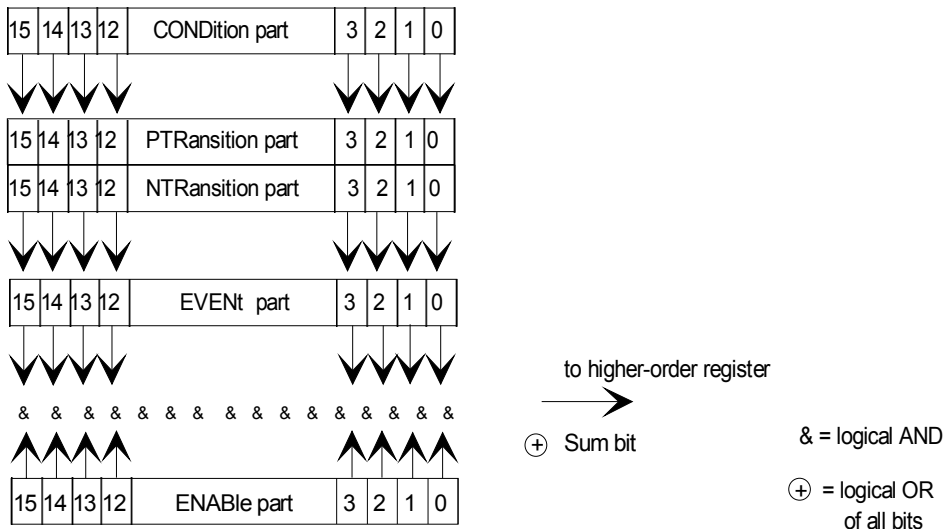 15 14 13 12 CONDition part 3 2 1 0
15 14 13 12 PTRansition part 3 2 1 0
15 14 13 12 NTRansition part 3 2 1 0
15 14 13 12 EVENt part 3 2 1 0
to higher-order register
& & & & & & & & & & & & & & & &
+ Sum bit
& = logical AND
15 14 13 12 ENABle part 3 2 1 0
+ = logical OR
of all bits